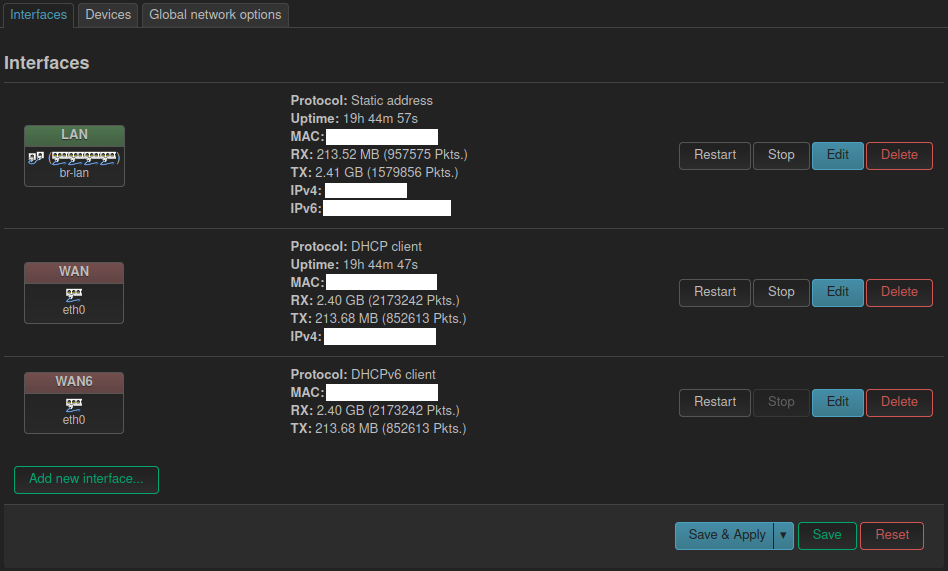 Interfaces Devices Global network options
Interfaces
LAN
br-lan
Protocol: Static address
Uptime: 19h 44m 57s
MAC:
RX: 213.52 MB (957575 Pkts.)
TX: 2.41 GB (1579856 Pkts.)
IPv4:
IPv6:
Restart Stop Edit Delete
WAN
eth0
Protocol: DHCP client
Uptime: 19h 44m 47s
MAC:
RX: 2.40 GB (2173242 Pkts.)
TX: 213.68 MB (852613 Pkts.)
IPv4:
Restart Stop Edit Delete
WAN6
eth0
Protocol: DHCPv6 client
MAC:
RX: 2.40 GB (2173242 Pkts.)
TX: 213.68 MB (852613 Pkts.)
Restart Stop Edit Delete
Add new interface...
Save & Apply Save Reset